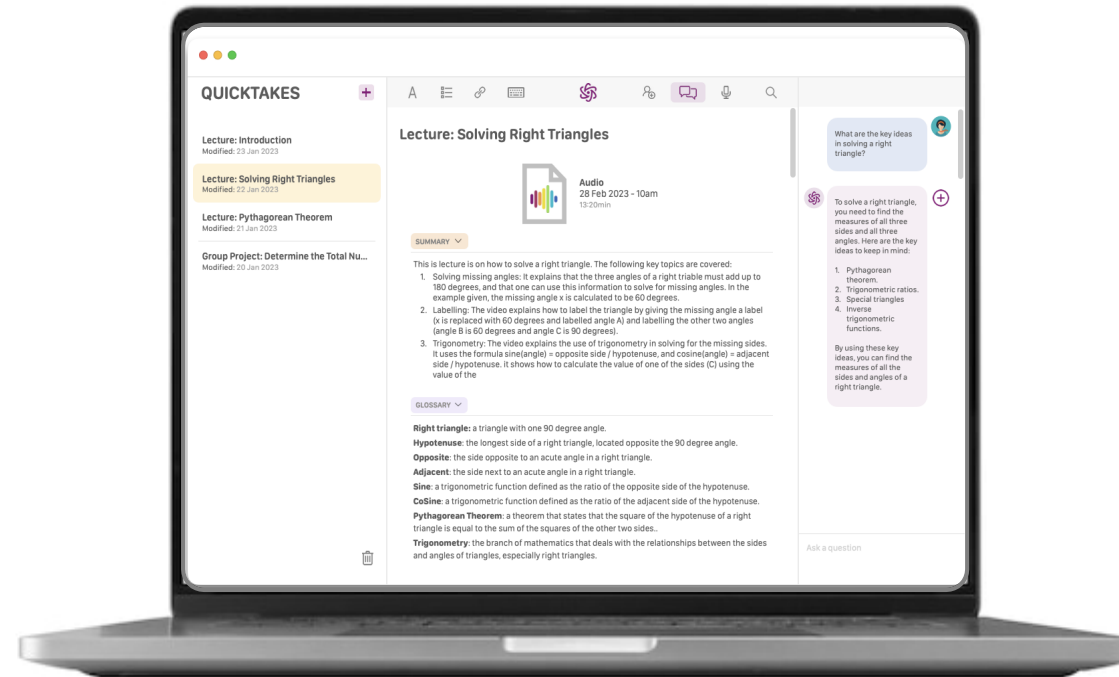 QUICKTAKES
+
Lecture: Introduction
Modified: 23 Jan 2023
Lecture: Solving Right Triangles
Modified: 22 Jan 2023
Lecture: Pythagorean Theorem
Modified: 21 Jan 2023
Group Project: Determine the Total Nu...
Modified: 20 Jan 2023
A
Lecture: Solving Right Triangles
Audio
28 Feb 2023 - 10am
13:20min
SUMMARY
This is lecture is on how to solve a right triangle. The following key topics are covered:
1. Solving missing angles: It explains that the three angles of a right triable must add up to
180 degrees, and that one can use this information to solve for missing angles. In the
example given, the missing angle x is calculated to be 60 degrees.
2. Labelling: The video explains how to label the triangle by giving the missing angle a label
(x is replaced with 60 degrees and labelled angle A) and labelling the other two angles
(angle B is 60 degrees and angle C is 90 degrees).
3. Trigonometry: The video explains the use of trigonometry in solving for the missing sides.
It uses the formula sine(angle) = opposite side / hypotenuse, and cosine(angle) = adjacent
side / hypotenuse. it shows how to calculate the value of one of the sides (C) using the
value of the
GLOSSARY
Right triangle: a triangle with one 90 degree angle.
Hypotenuse: the longest side of a right triangle, located opposite the 90 degree angle.
Opposite: the side opposite to an acute angle in a right triangle.
Adjacent: the side next to an acute angle in a right triangle.
Sine: a trigonometric function defined as the ratio of the opposite side of the hypotenuse.
CoSine: a trigonometric function defined as the ratio of the adjacent side of the hypotenuse.
Pythagorean Theorem: a theorem that states that the square of the hypotenuse of a right
triangle is equal to the sum of the squares of the other two sides..
Trigonometry: the branch of mathematics that deals with the relationships between the sides
and angles of triangles, especially right triangles.
What are the key ideas
in solving a right
triangle?
To solve a right triangle,
you need to find the
measures of all three
sides and all three
angles. Here are the key
ideas to keep in mind:
1. Pythagorean
theorem.
2. Trigonometric ratios.
3. Special triangles
4. Inverse
trigonometric
functions.
By using these key
ideas, you can find the
measures of all the
sides and angles of a
right triangle.
Ask a question